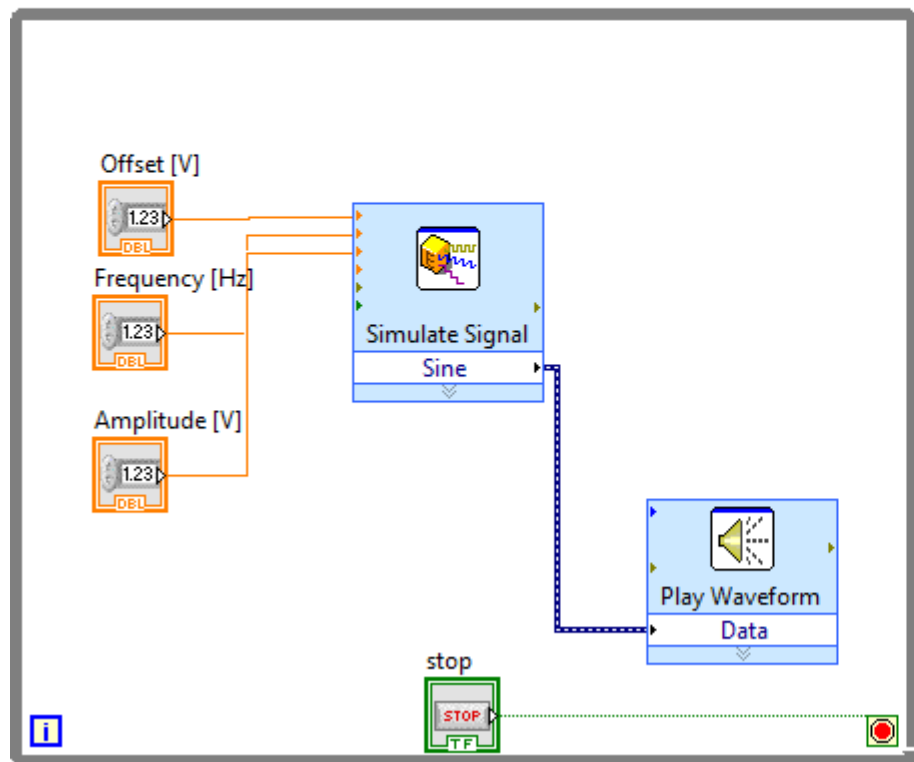 Offset [V]
1.23
DBL
Frequency [Hz]
1.23
DBL
Amplitude [V]
1.23
DBL
Simulate Signal
Sine
Play Waveform
Data
stop
STOP
TF
i